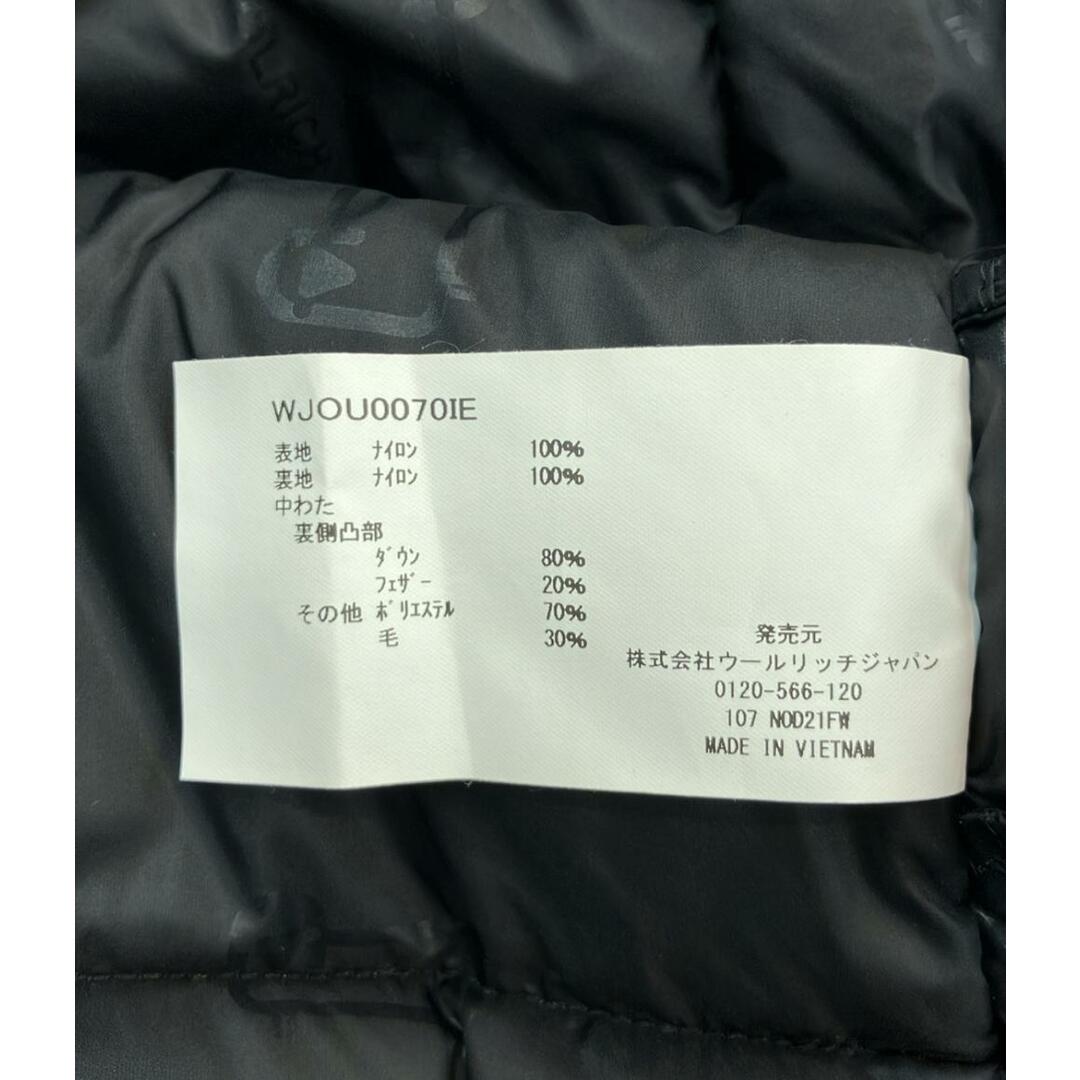 LRICH
WJOU0070IE
表地 ナイロン 100%
裏地 ナイロン 100%
中わた
裏側凸部
ダウン 80%
フェザー 20%
その他 ポリエステル 70%
毛 30%
発売元
株式会社ウールリッチジャパン
0120-566-120
107 NOD21FW
MADE IN VIETNAM